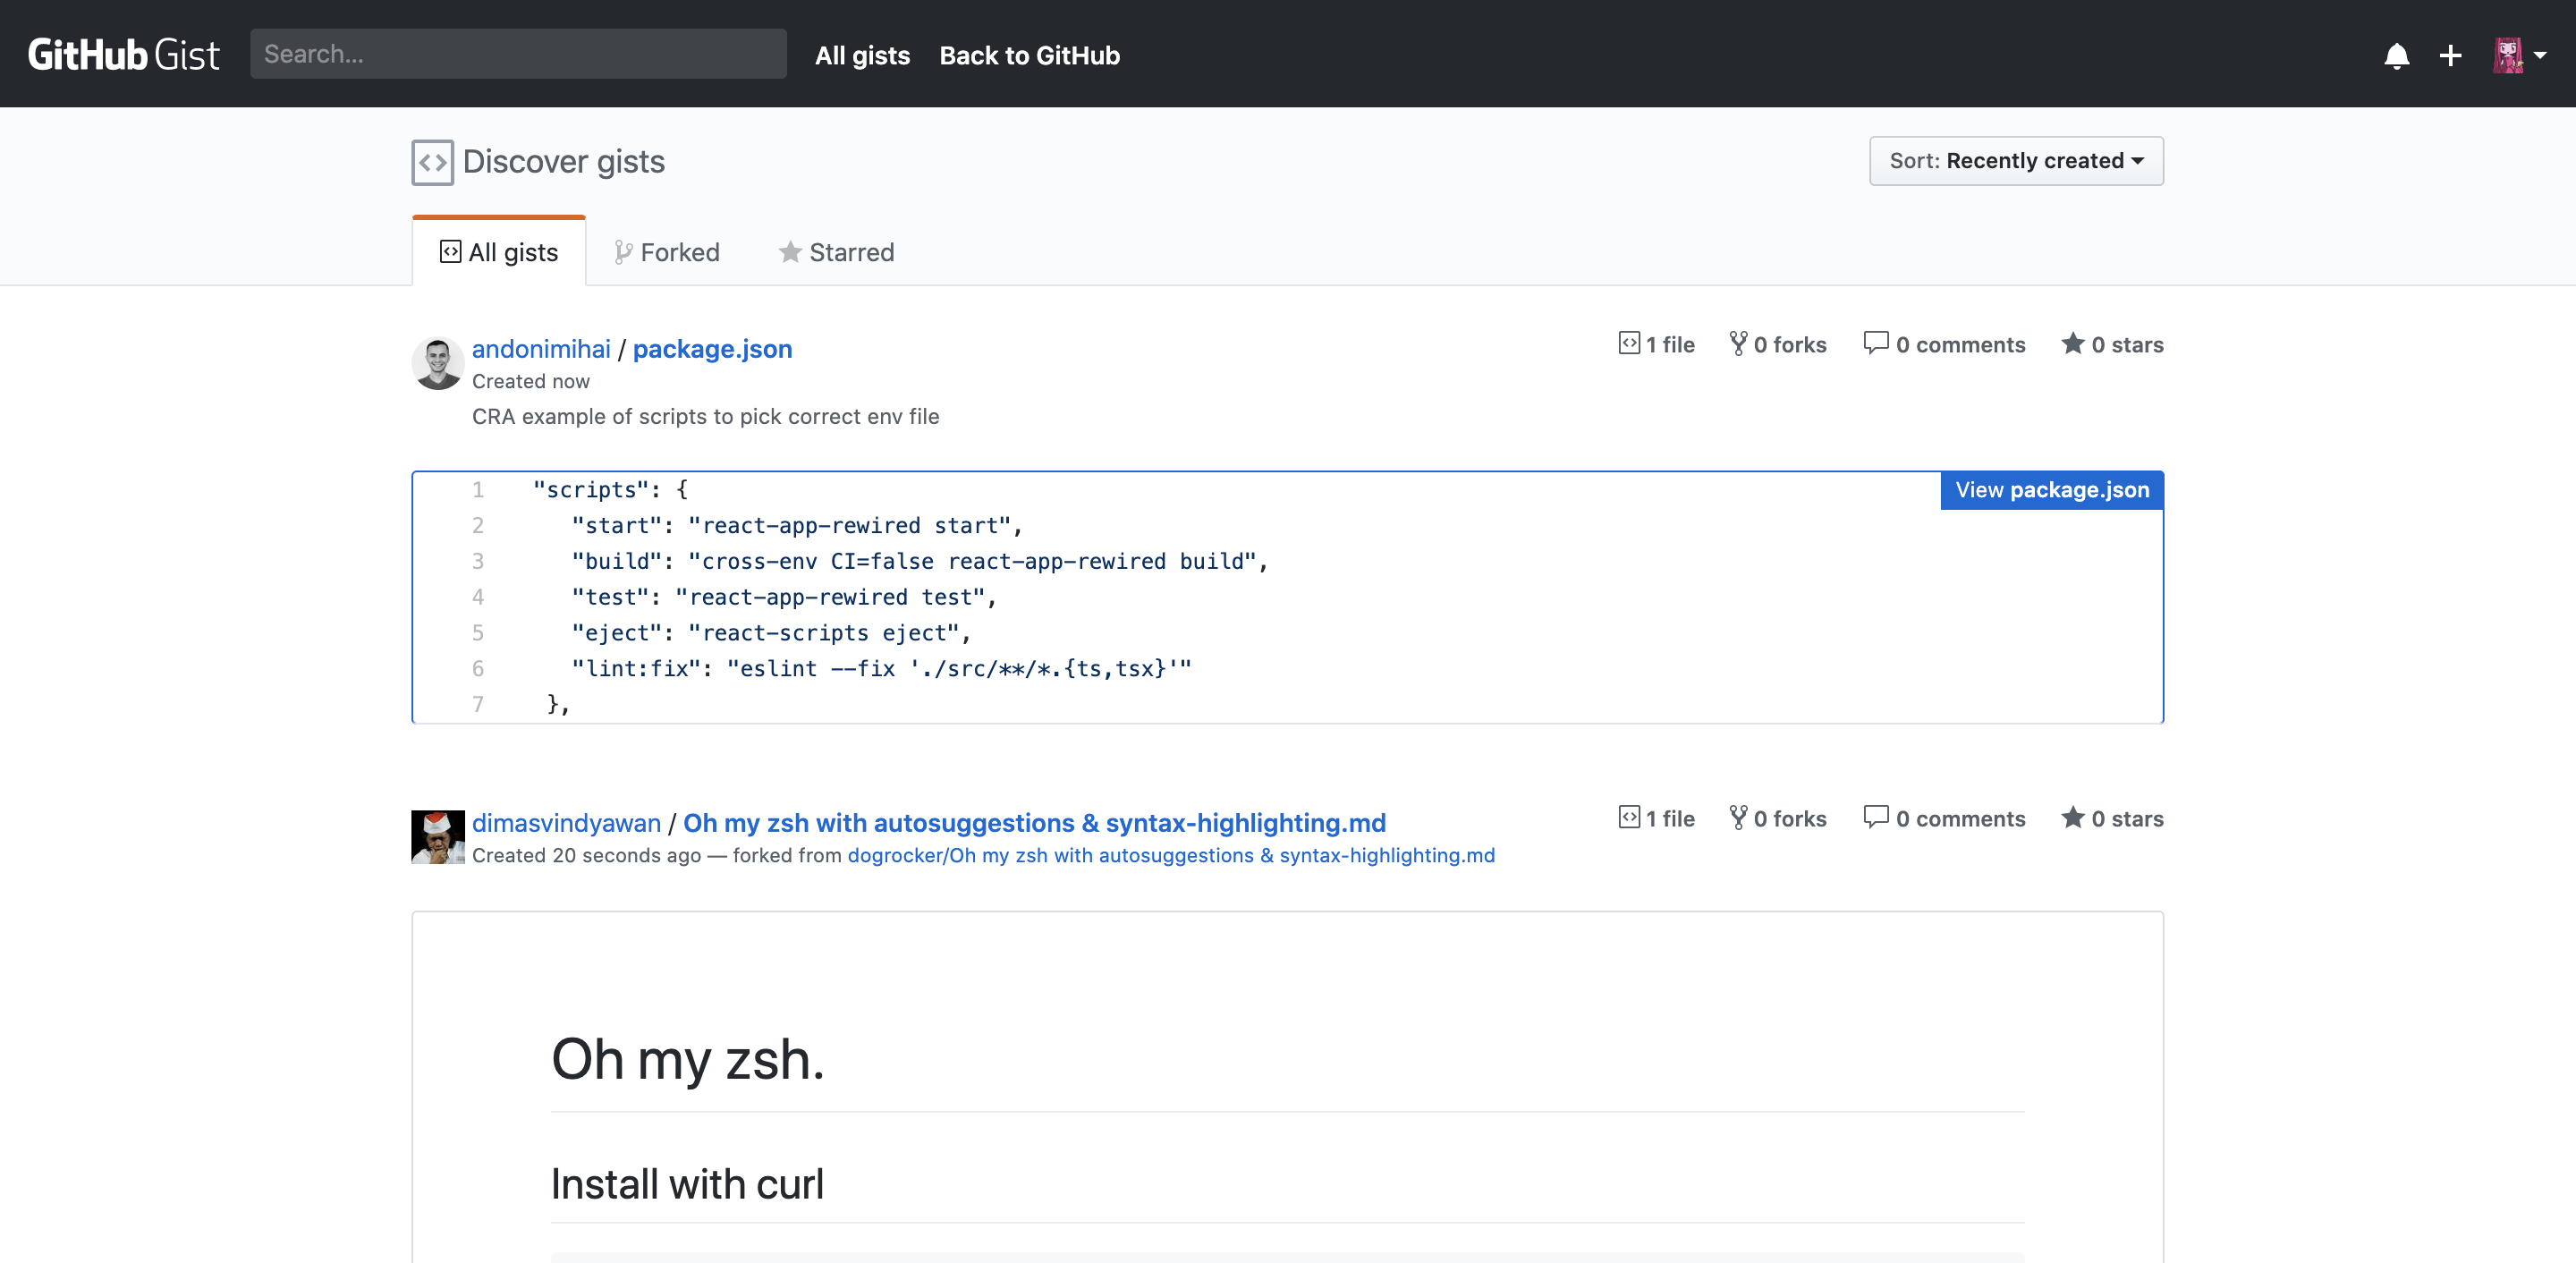 GitHub Gist Search... All gists Back to GitHub
Discover gists
Sort: Recently created
All gists Forked Starred
andonimihai / package.json
1 file 0 forks 0 comments 0 stars
Created now
CRA example of scripts to pick correct env file
View package.json
1 "scripts": {
2 "start": "react-app-rewired start",
3 "build": "cross-env CI=false react-app-rewired build",
4 "test": "react-app-rewired test",
5 "eject": "react-scripts eject",
6 "lint:fix": "eslint --fix './src/**/*.{ts,tsx}'"
7 },
dimasvindyawan / Oh my zsh with autosuggestions & syntax-highlighting.md
1 file 0 forks 0 comments 0 stars
Created 20 seconds ago — forked from dogrocker/Oh my zsh with autosuggestions & syntax-highlighting.md
Oh my zsh.
Install with curl